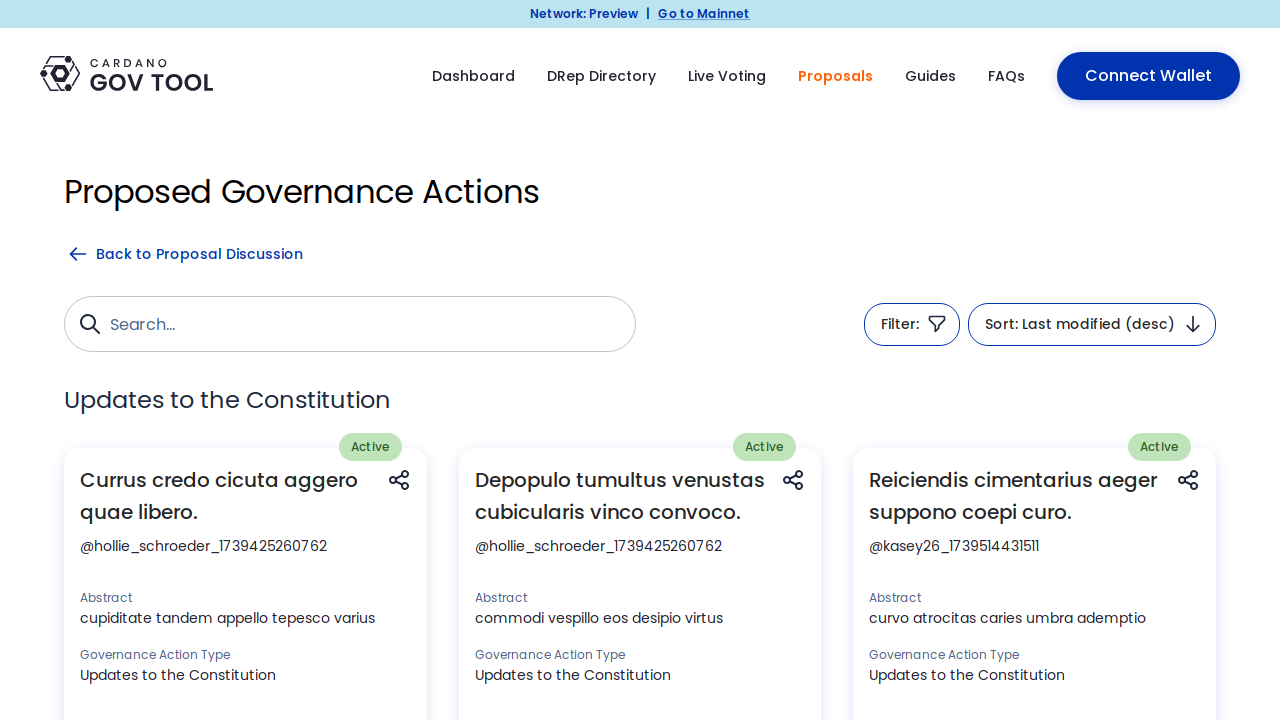 Network: Preview | Go to Mainnet
CARDANO
GOV TOOL
Dashboard DRep Directory Live Voting Proposals Guides FAQs Connect Wallet
Proposed Governance Actions
Back to Proposal Discussion
Search...
Filter: Sort: Last modified (desc)
Updates to the Constitution
Active
Currus credo cicuta aggero
quae libero.
@hollie_schroeder_1739425260762
Abstract
cupiditate tandem appello tepesco varius
Governance Action Type
Updates to the Constitution
Active
Depopulo tumultus venustas
cubicularis vinco convoco.
@hollie_schroeder_1739425260762
Abstract
commodi vespillo eos desipio virtus
Governance Action Type
Updates to the Constitution
Active
Reiciendis cimentarius aeger
suppono coepi curo.
@kasey26_1739514431511
Abstract
curvo atrocitas caries umbra ademptio
Governance Action Type
Updates to the Constitution